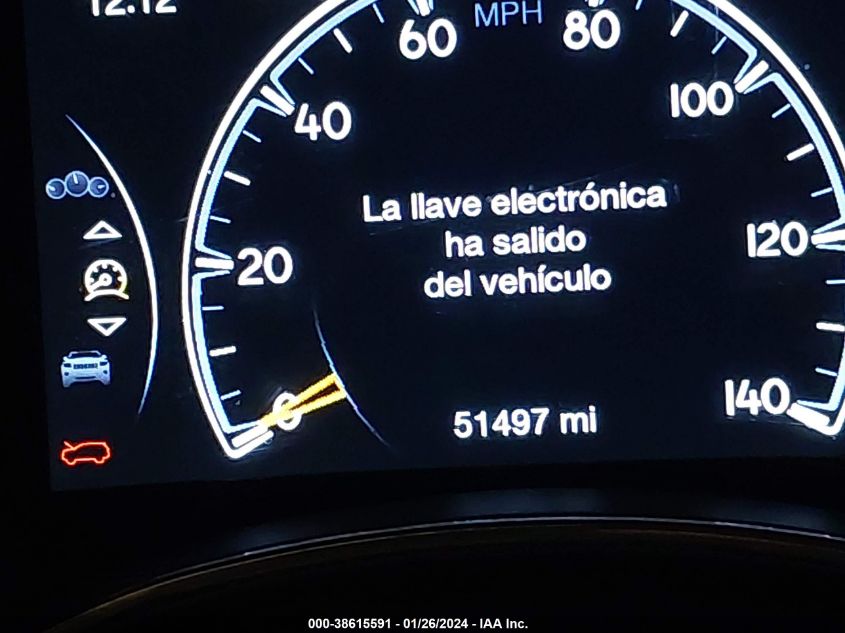 12:12
MPH
60
80
40
100
La llave electrónica
ha salido
del vehículo
20
120
0
140
51497 mi
000-38615591 - 01/26/2024 - IAA Inc.